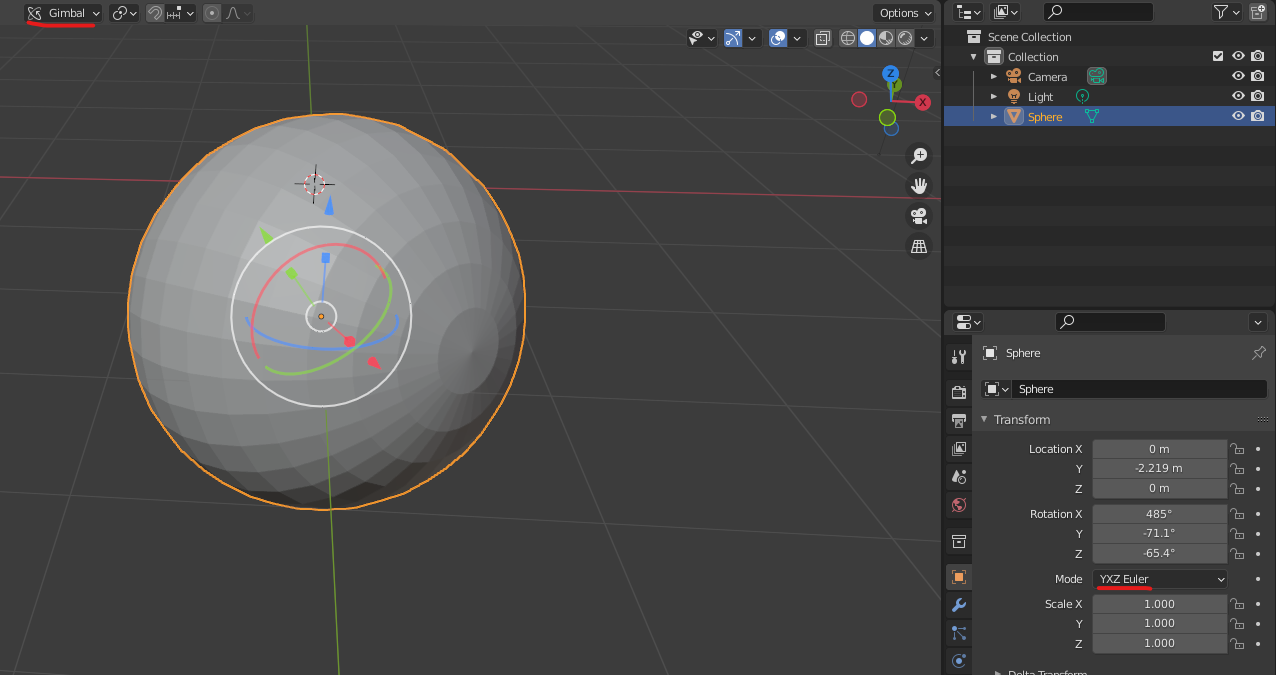 Gimbal
Options
Z
X
Scene Collection
Collection
Camera
Light
Sphere
Sphere
Sphere
Transform
Location X 0 m
Y -2.219 m
Z 0 m
Rotation X 485°
Y -71.1°
Z -65.4°
Mode YXZ Euler
Scale X 1.000
Y 1.000
Z 1.000
Delta Transform